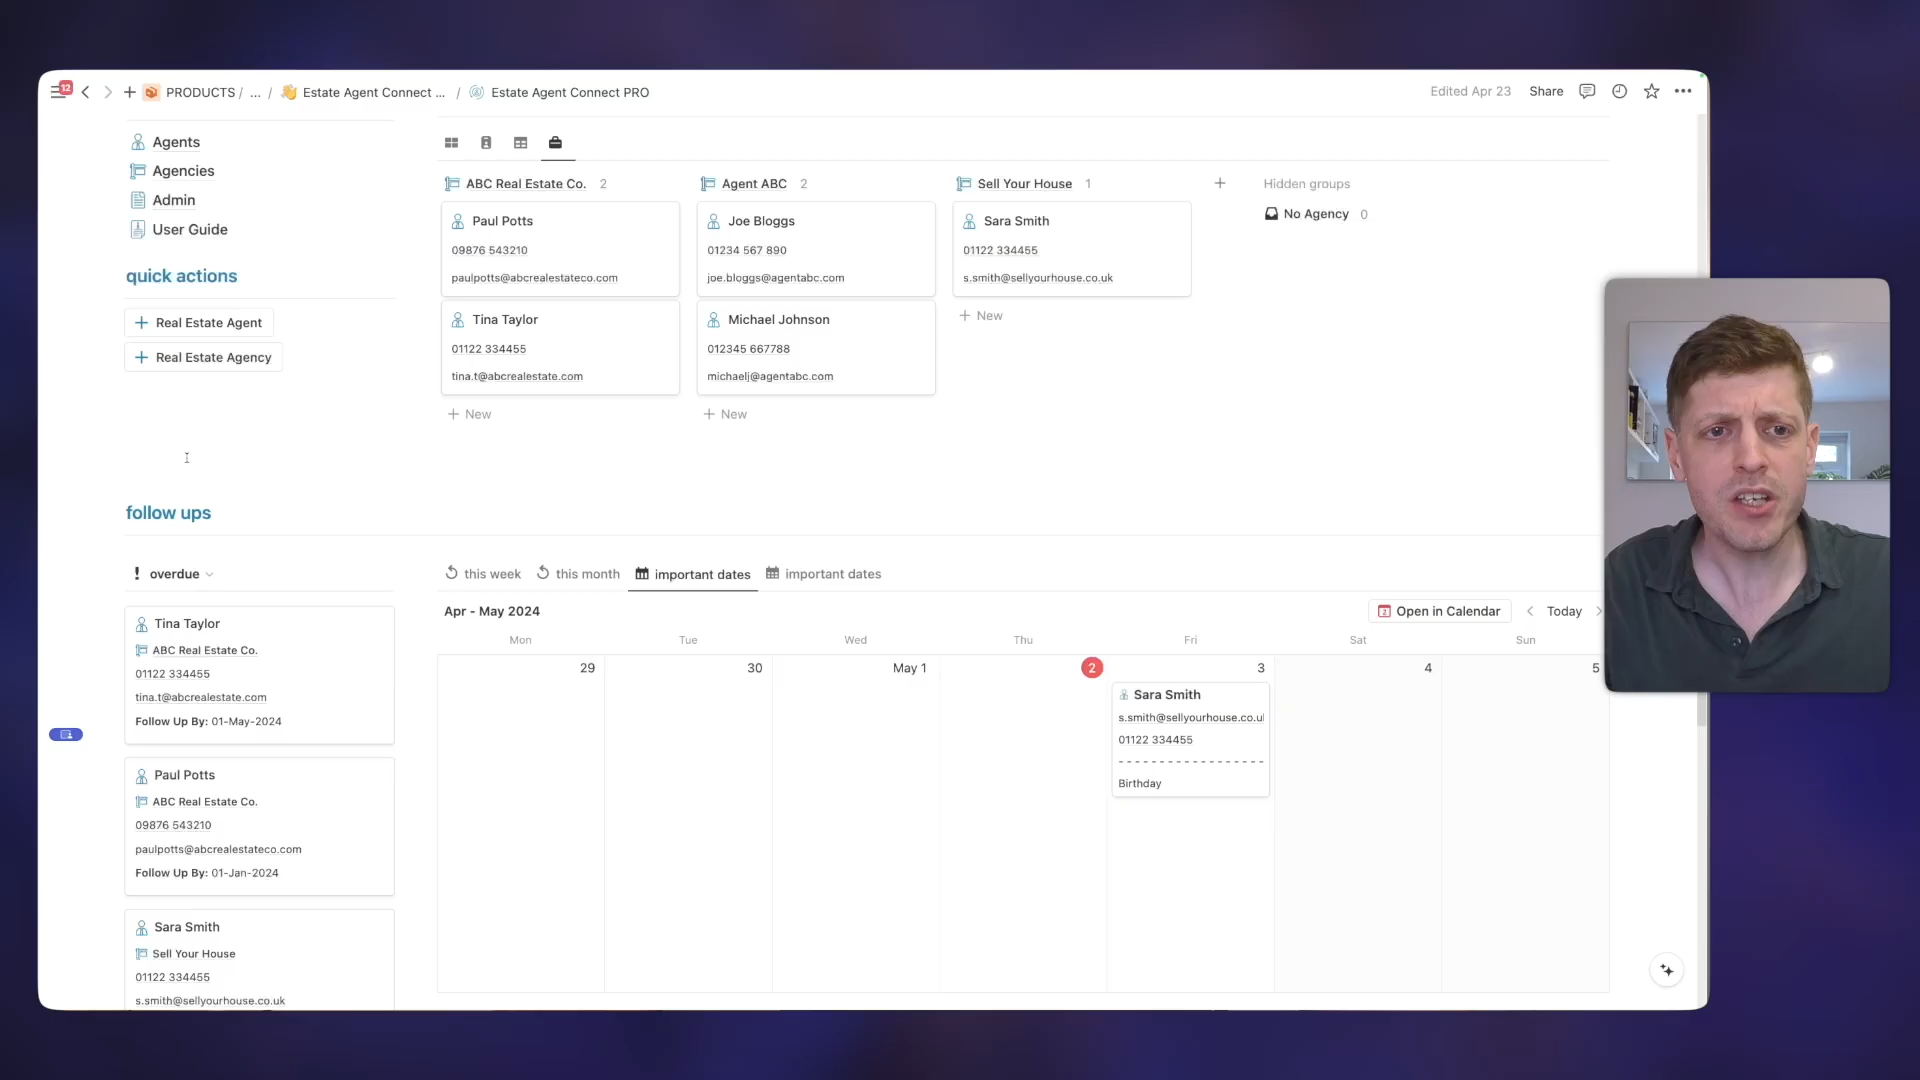 12
PRODUCTS / ... / Estate Agent Connect ... / Estate Agent Connect PRO
Edited Apr 23 Share
Agents
Agencies
Admin
User Guide
quick actions
Real Estate Agent
Real Estate Agency
ABC Real Estate Co. 2
Paul Potts
09876 543210
paulpotts@abcrealestateco.com
Tina Taylor
01122 334455
tina.t@abcrealestate.com
New
Agent ABC 2
Joe Bloggs
01234 567 890
joe.bloggs@agentabc.com
Michael Johnson
012345 667788
michaelj@agentabc.com
New
Sell Your House 1
Sara Smith
01122 334455
s.smith@sellyourhouse.co.uk
New
Hidden groups
No Agency 0
follow ups
overdue
Tina Taylor
ABC Real Estate Co.
01122 334455
tina.t@abcrealestate.com
Follow Up By: 01-May-2024
Paul Potts
ABC Real Estate Co.
09876 543210
paulpotts@abcrealestateco.com
Follow Up By: 01-Jan-2024
Sara Smith
Sell Your House
01122 334455
s.smith@sellyourhouse.co.uk
this week this month important dates important dates
Apr - May 2024
Open in Calendar Today
Mon Tue Wed Thu Fri Sat Sun
29 30 May 1 2 3 4 5
Sara Smith
s.smith@sellyourhouse.co.ul
01122 334455
------------------
Birthday